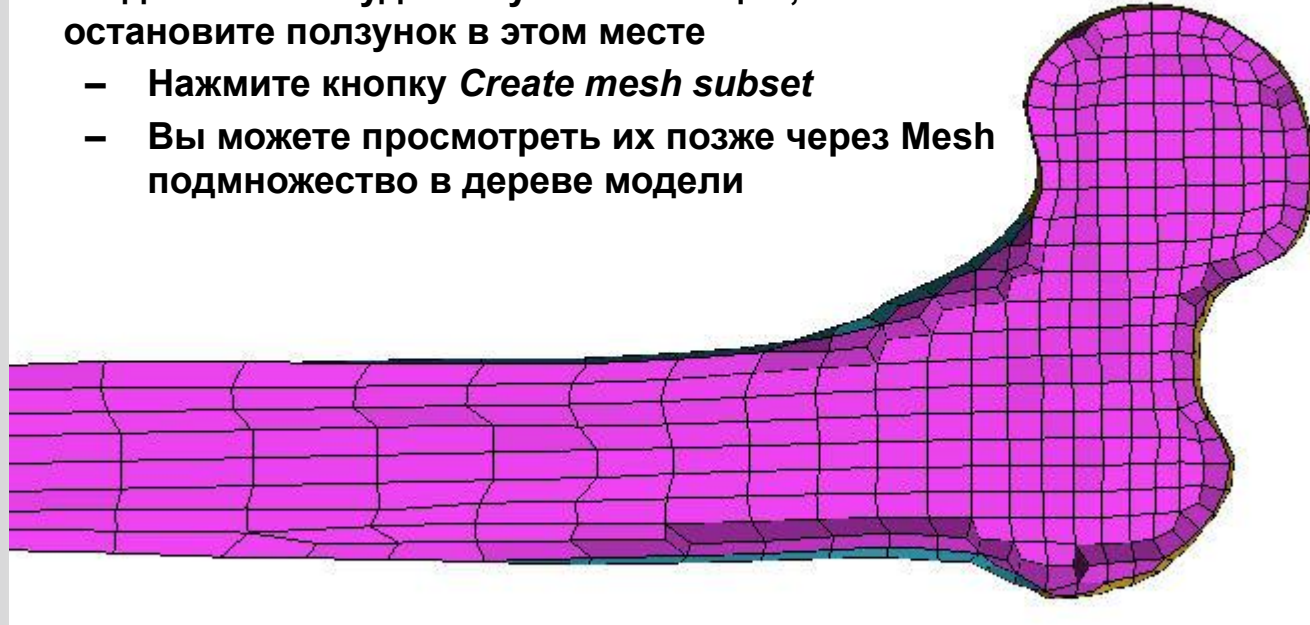 остановите ползунок в этом месте
– Нажмите кнопку Create mesh subset
– Вы можете просмотреть их позже через Mesh
подмножество в дереве модели